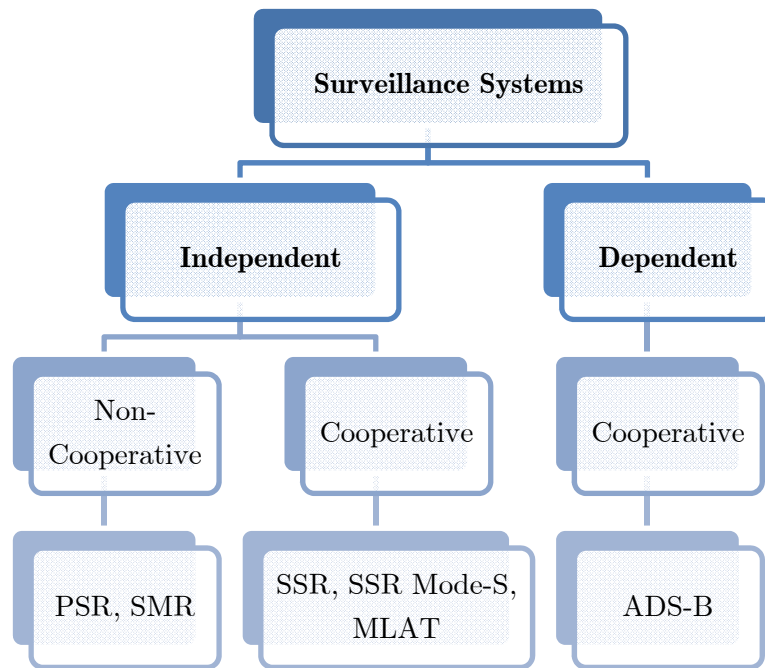 Surveillance Systems
Independent
Dependent
Non-
Cooperative
Cooperative
Cooperative
PSR, SMR
SSR, SSR Mode-S,
MLAT
ADS-B